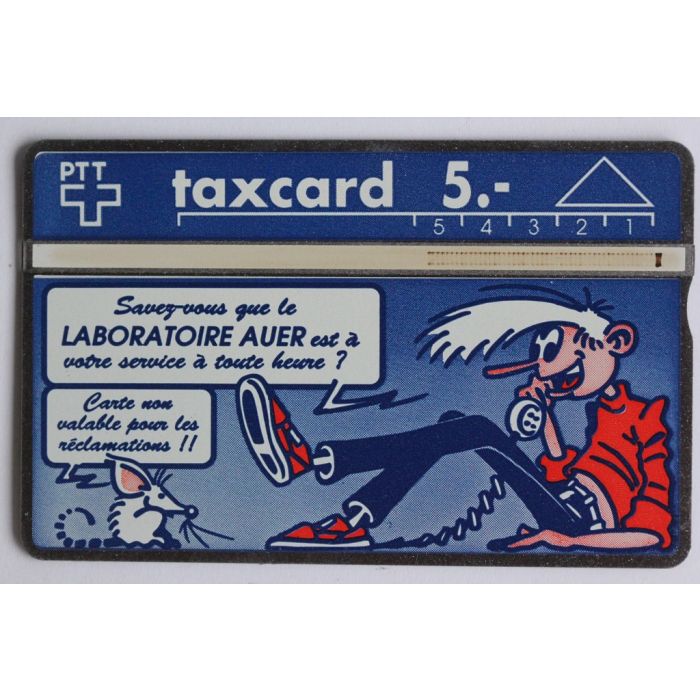 PTT
taxcard 5.-
5 4 3 2 1
Savez-vous que le
LABORATOIRE AUER est à
votre service à toute heure ?
Carte non
valable pour les
réclamations !!